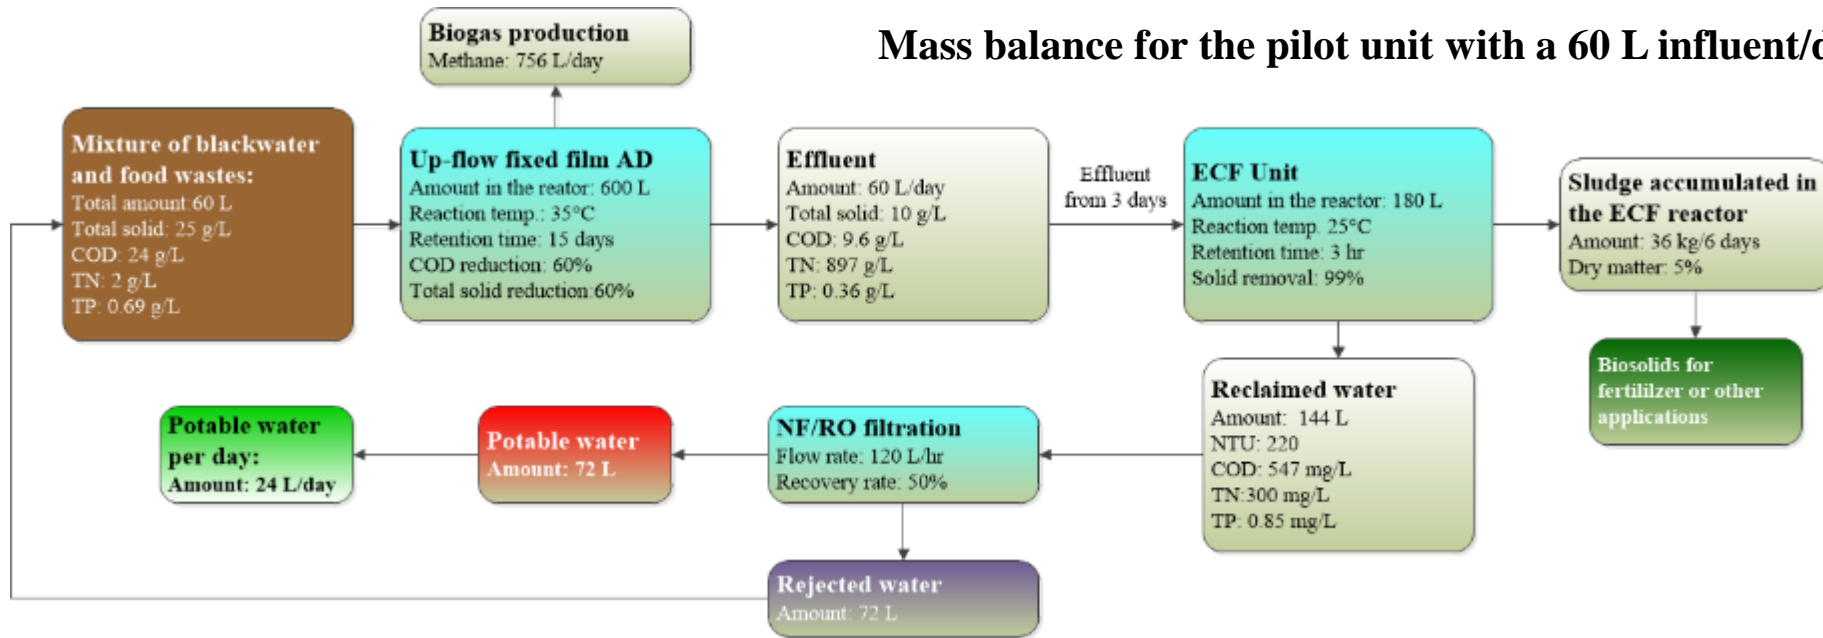 Mass balance for the pilot unit with a 60 L influent/d
Biogas production
Methane: 756 L/day
Mixture of blackwater
and food wastes:
Total amount:60 L
Total solid: 25 g/L
COD: 24 g/L
TN: 2 g/L
TP: 0.69 g/L
Up-flow fixed film AD
Amount in the reator: 600 L
Reaction temp.: 35°C
Retention time: 15 days
COD reduction: 60%
Total solid reduction:60%
Effluent
Amount: 60 L/day
Total solid: 10 g/L
COD: 9.6 g/L
TN: 897 g/L
TP: 0.36 g/L
Effluent
from 3 days
ECF Unit
Amount in the reactor: 180 L
Reaction temp. 25°C
Retention time: 3 hr
Solid removal: 99%
Sludge accumulated in
the ECF reactor
Amount: 36 kg/6 days
Dry matter: 5%
Biosolids for
fertililzer or other
applications
Reclaimed water
Amount: 144 L
NTU: 220
COD: 547 mg/L
TN:300 mg/L
TP: 0.85 mg/L
NF/RO filtration
Flow rate: 120 L/hr
Recovery rate: 50%
Potable water
Amount: 72 L
Potable water
per day:
Amount: 24 L/day
Rejected water
Amount: 72 L